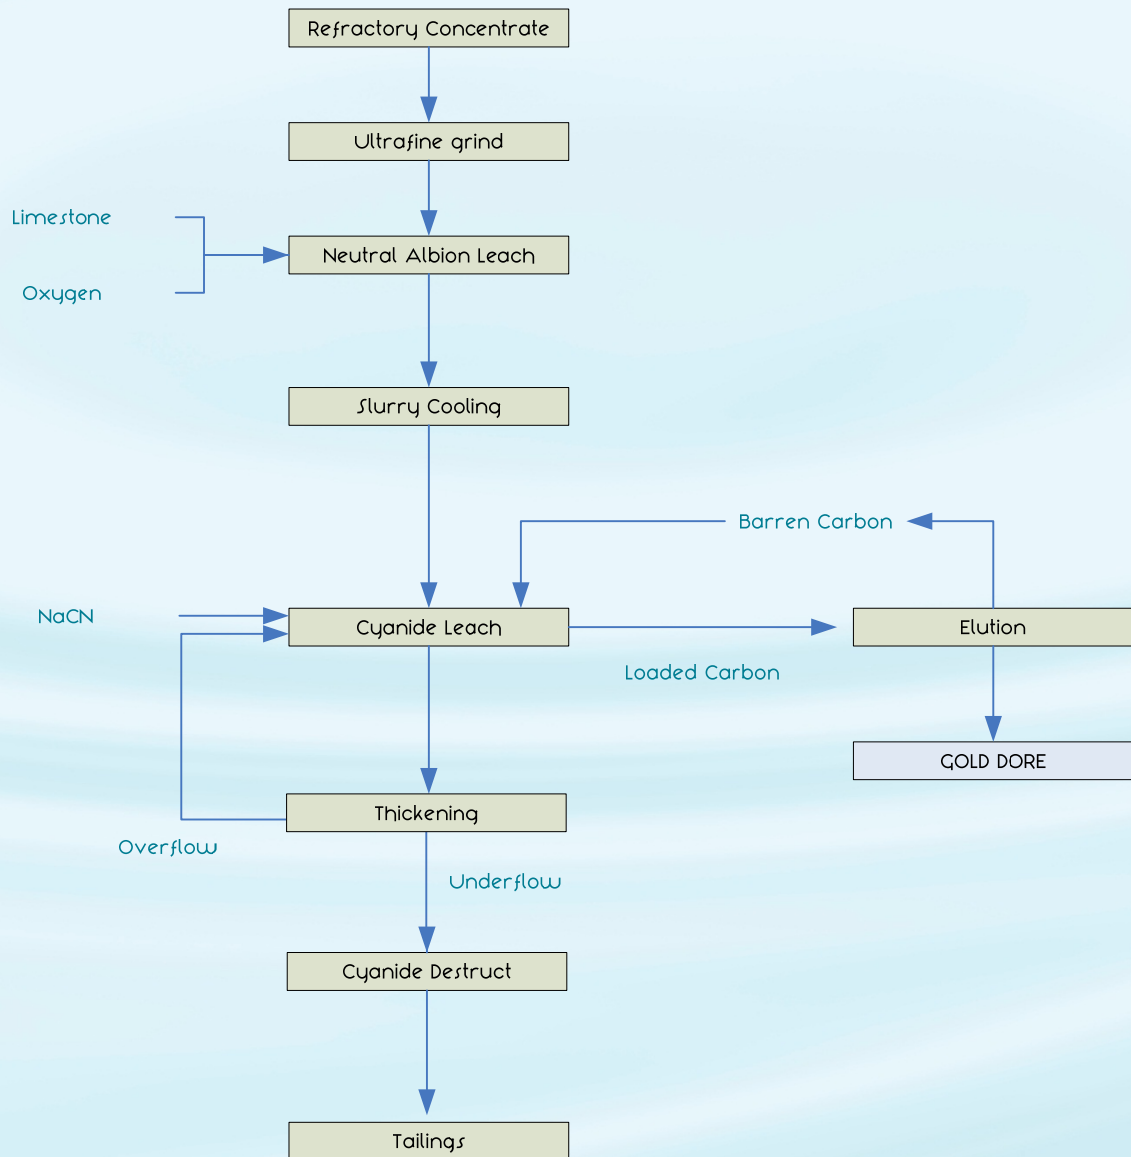 Refractory Concentrate
Ultrafine grind
Limestone
Neutral Albion Leach
Oxygen
Slurry Cooling
Barren Carbon
NaCN
Cyanide Leach
Elution
Loaded Carbon
GOLD DORE
Thickening
Overflow
Underflow
Cyanide Destruct
Tailings